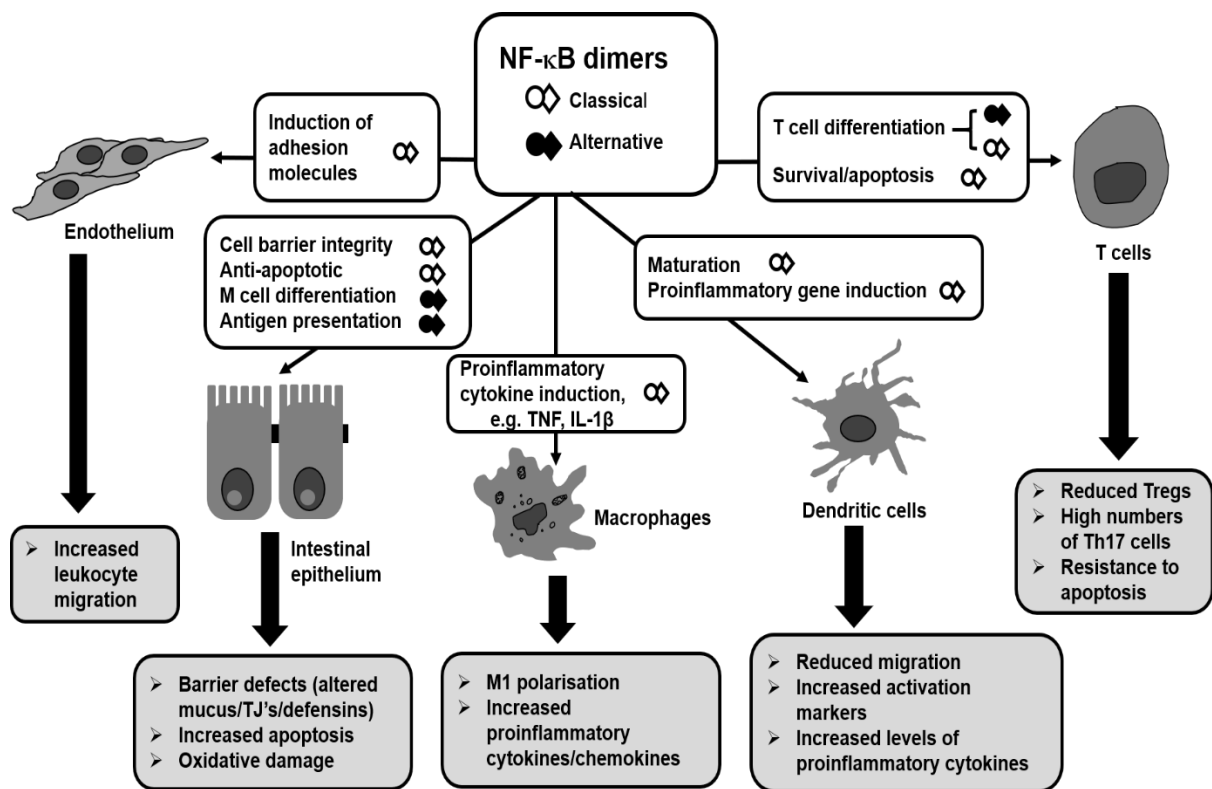 NF-κB dimers
Classical
Alternative
Induction of
adhesion
molecules
T cell differentiation
Survival/apoptosis
Endothelium
T cells
Cell barrier integrity
Anti-apoptotic
M cell differentiation
Antigen presentation
Maturation
Proinflammatory gene induction
Proinflammatory
cytokine induction,
e.g. TNF, IL-1β
Intestinal
epithelium
Macrophages
Dendritic cells
➢ Increased
leukocyte
migration
➢ Barrier defects (altered
mucus/TJ's/defensins)
➢ Increased apoptosis
➢ Oxidative damage
➢ M1 polarisation
➢ Increased
proinflammatory
cytokines/chemokines
➢ Reduced migration
➢ Increased activation
markers
➢ Increased levels of
proinflammatory cytokines
➢ Reduced Tregs
➢ High numbers
of Th17 cells
➢ Resistance to
apoptosis